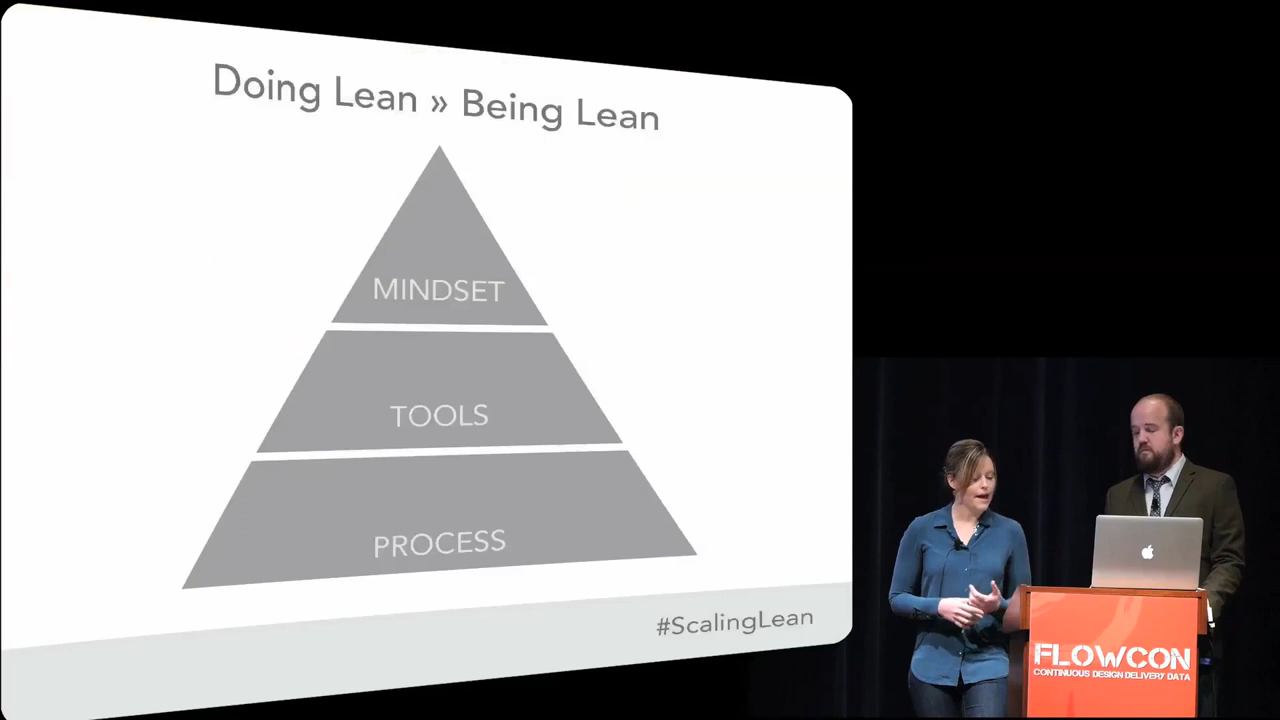 Doing Lean » Being Lean
MINDSET
TOOLS
PROCESS
#ScalingLean
FLOWCON
CONTINUOUS DESIGN DELIVERY DATA